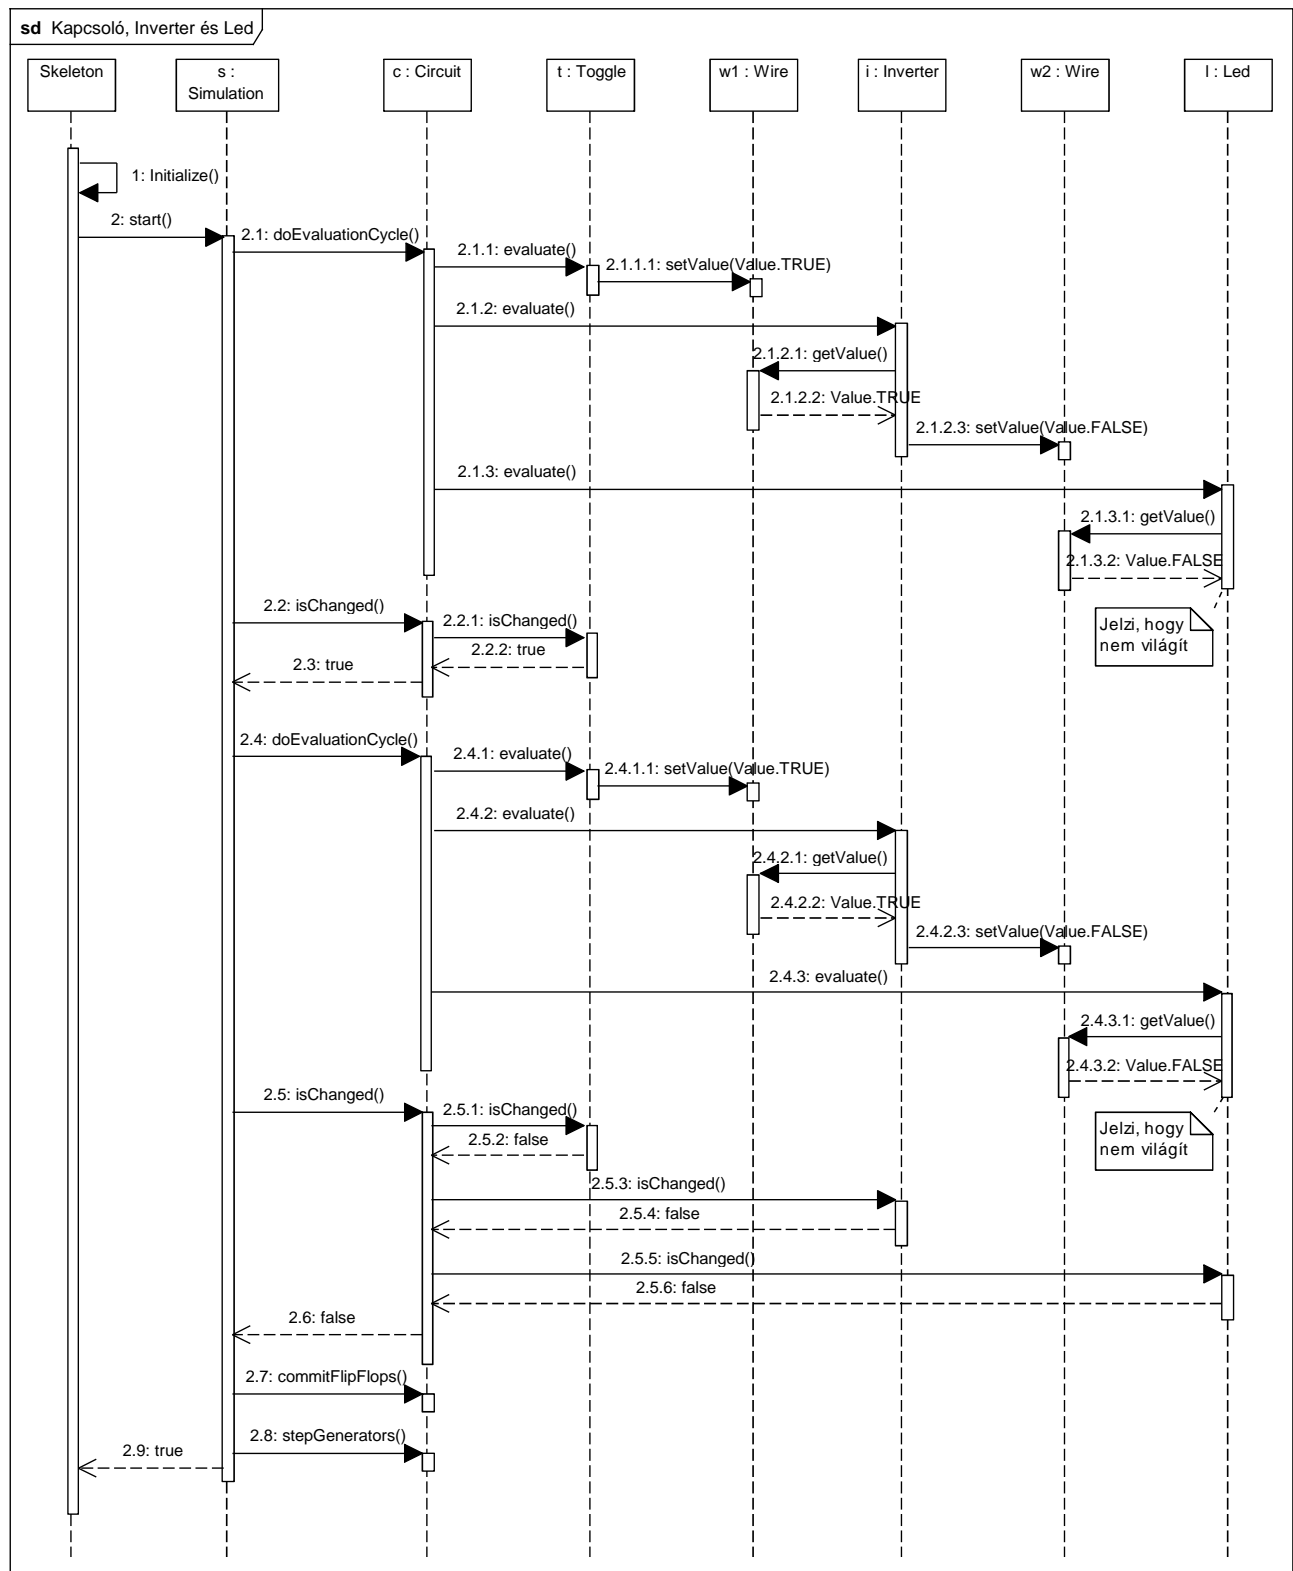 sd Kapcsoló, Inverter és Led
Skeleton
s :
Simulation
c : Circuit
t : Toggle
w1 : Wire
i : Inverter
w2 : Wire
l : Led
1: Initialize()
2: start()
2.1: doEvaluationCycle()
2.1.1: evaluate()
2.1.1.1: setValue(Value.TRUE)
2.1.2: evaluate()
2.1.2.1: getValue()
2.1.2.2: Value.TRUE
2.1.2.3: setValue(Value.FALSE)
2.1.3: evaluate()
2.1.3.1: getValue()
2.1.3.2: Value.FALSE
Jelzi, hogy
nem világít
2.2: isChanged()
2.2.1: isChanged()
2.2.2: true
2.3: true
2.4: doEvaluationCycle()
2.4.1: evaluate()
2.4.1.1: setValue(Value.TRUE)
2.4.2: evaluate()
2.4.2.1: getValue()
2.4.2.2: Value.TRUE
2.4.2.3: setValue(Value.FALSE)
2.4.3: evaluate()
2.4.3.1: getValue()
2.4.3.2: Value.FALSE
Jelzi, hogy
nem világít
2.5: isChanged()
2.5.1: isChanged()
2.5.2: false
2.5.3: isChanged()
2.5.4: false
2.5.5: isChanged()
2.5.6: false
2.6: false
2.7: commitFlipFlops()
2.8: stepGenerators()
2.9: true